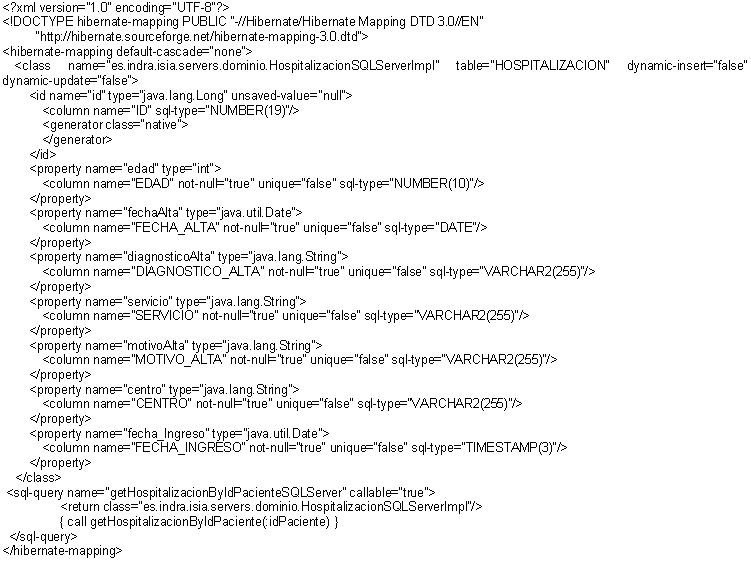 <?xml version="1.0" encoding="UTF-8"?>
<!DOCTYPE hibernate-mapping PUBLIC "-//Hibernate/Hibernate Mapping DTD 3.0//EN"
"http://hibernate.sourceforge.net/hibernate-mapping-3.0.dtd">
<hibernate-mapping default-cascade="none">
<class name="es.indra.isia.servers.dominio.HospitalizacionSQLServerImpl" table="HOSPITALIZACION" dynamic-insert="false"
dynamic-update="false">
<id name="id" type="java.lang.Long" unsaved-value="null">
<column name="ID" sql-type="NUMBER(19)"/>
<generator class="native">
</generator>
</id>
<property name="edad" type="int">
<column name="EDAD" not-null="true" unique="false" sql-type="NUMBER(10)"/>
</property>
<property name="fechaAlta" type="java.util.Date">
<column name="FECHA_ALTA" not-null="true" unique="false" sql-type="DATE"/>
</property>
<property name="diagnosticoAlta" type="java.lang.String">
<column name="DIAGNOSTICO_ALTA" not-null="true" unique="false" sql-type="VARCHAR2(255)"/>
</property>
<property name="servicio" type="java.lang.String">
<column name="SERVICIO" not-null="true" unique="false" sql-type="VARCHAR2(255)"/>
</property>
<property name="motivoAlta" type="java.lang.String">
<column name="MOTIVO_ALTA" not-null="true" unique="false" sql-type="VARCHAR2(255)"/>
</property>
<property name="centro" type="java.lang.String">
<column name="CENTRO" not-null="true" unique="false" sql-type="VARCHAR2(255)"/>
</property>
<property name="fecha_Ingreso" type="java.util.Date">
<column name="FECHA_INGRESO" not-null="true" unique="false" sql-type="TIMESTAMP(3)"/>
</property>
</class>
<sql-query name="getHospitalizacionByIdPacienteSQLServer" callable="true">
<return class="es.indra.isia.servers.dominio.HospitalizacionSQLServerImpl"/>
{ call getHospitalizacionByIdPaciente(:idPaciente) }
</sql-query>
</hibernate-mapping>